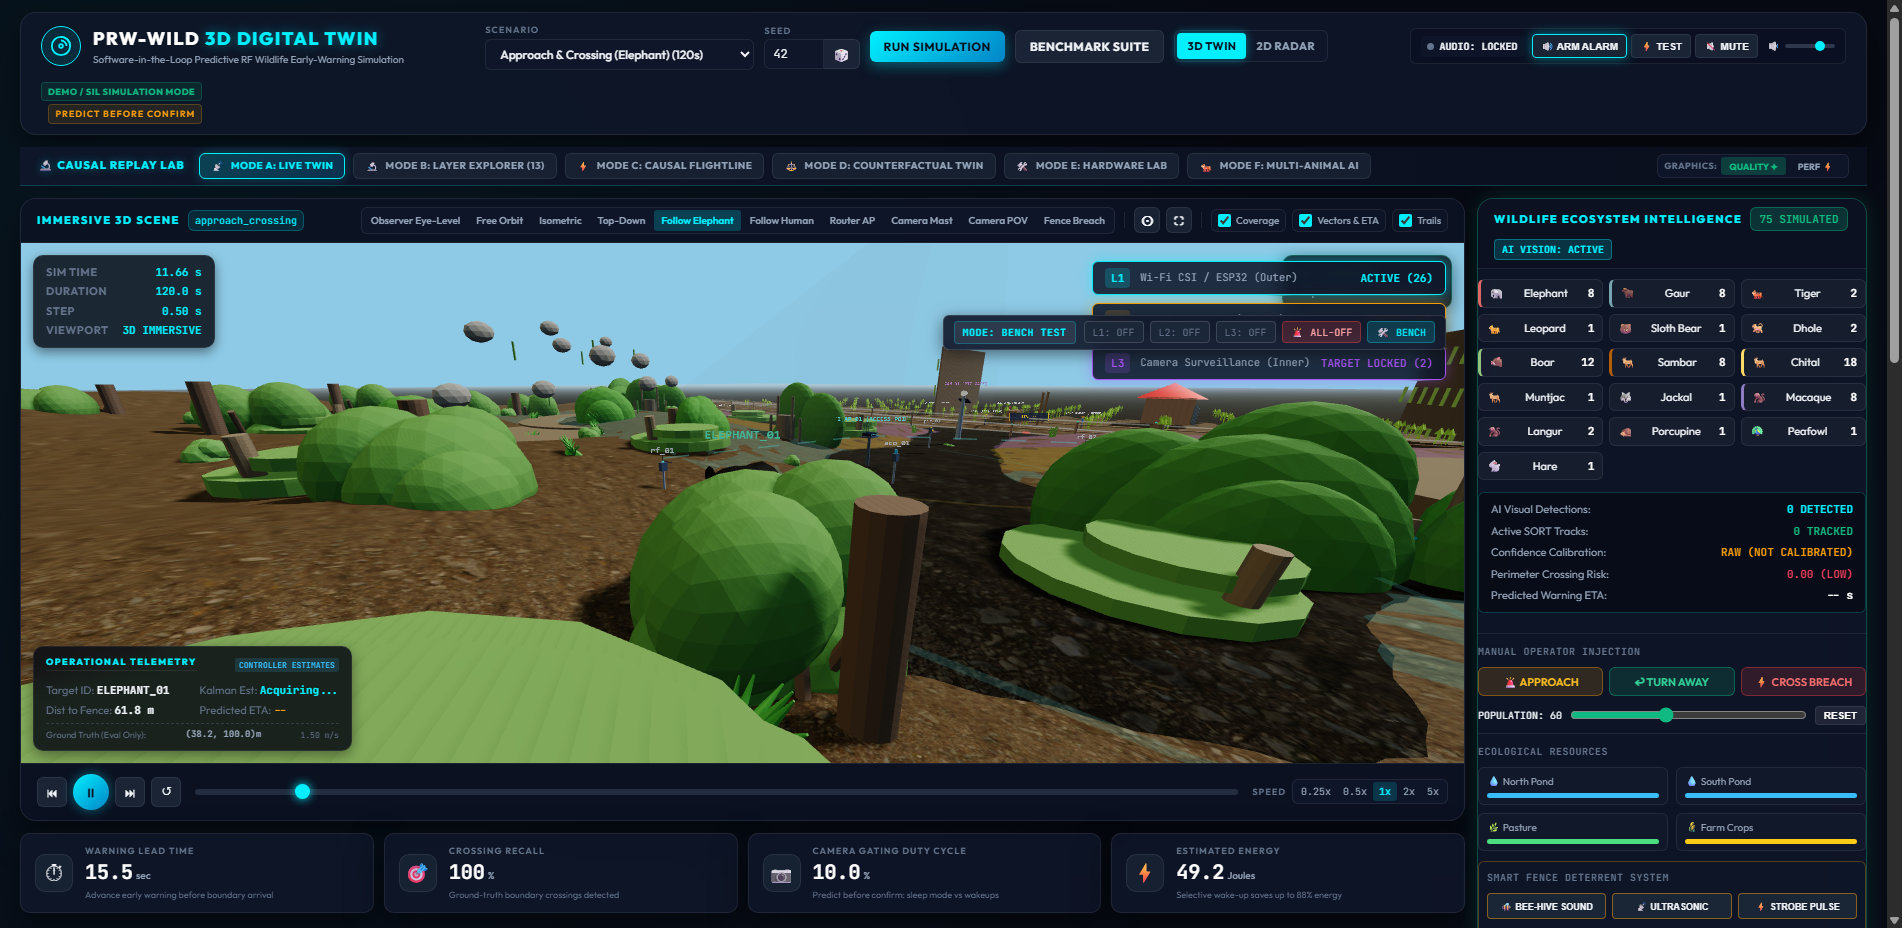 PRW-WILD 3D DIGITAL TWIN
Software-in-the-Loop Predictive RF Wildlife Early-Warning Simulation
DEMO / SIL SIMULATION MODE
PREDICT BEFORE CONFIRM
SCENARIO
Approach & Crossing (Elephant) (120s)
SEED
42
RUN SIMULATION
BENCHMARK SUITE
3D TWIN
2D RADAR
AUDIO: LOCKED
ARM ALARM
TEST
MUTE
CAUSAL REPLAY LAB
MODE A: LIVE TWIN
MODE B: LAYER EXPLORER (13)
MODE C: CAUSAL FLIGHTLINE
MODE D: COUNTERFACTUAL TWIN
MODE E: HARDWARE LAB
MODE F: MULTI-ANIMAL AI
GRAPHICS:
QUALITY
PERF
IMMERSIVE 3D SCENE
approach_crossing
Observer Eye-Level
Free Orbit
Isometric
Top-Down
Follow Elephant
Follow Human
Router AP
Camera Mast
Camera POV
Fence Breach
Coverage
Vectors & ETA
Trails
SIM TIME 11.66 s
DURATION 120.0 s
STEP 0.50 s
VIEWPORT 3D IMMERSIVE
L1 Wi-Fi CSI / ESP32 (Outer) ACTIVE (26)
MODE: BENCH TEST
L1: OFF
L2: OFF
L3: OFF
ALL-OFF
BENCH
L3 Camera Surveillance (Inner) TARGET LOCKED (2)
ELEPHANT_01
rf_01
OPERATIONAL TELEMETRY
CONTROLLER ESTIMATES
Target ID: ELEPHANT_01
Kalman Est: Acquiring...
Dist to Fence: 61.8 m
Predicted ETA: --
Ground Truth (Eval Only): (38.2, 100.0)m 1.50 m/s
SPEED
0.25x
0.5x
1x
2x
5x
WARNING LEAD TIME
15.5 sec
Advance early warning before boundary arrival
CROSSING RECALL
100 %
Ground-truth boundary crossings detected
CAMERA GATING DUTY CYCLE
10.0 %
Predict before confirm: sleep mode vs wakeups
ESTIMATED ENERGY
49.2 Joules
Selective wake-up saves up to 88% energy
WILDLIFE ECOSYSTEM INTELLIGENCE
75 SIMULATED
AI VISION: ACTIVE
Elephant 8
Gaur 8
Tiger 2
Leopard 1
Sloth Bear 1
Dhole 2
Boar 12
Sambar 8
Chital 18
Muntjac 1
Jackal 1
Macaque 8
Langur 2
Porcupine 1
Peafowl 1
Hare 1
AI Visual Detections: 0 DETECTED
Active SORT Tracks: 0 TRACKED
Confidence Calibration: RAW (NOT CALIBRATED)
Perimeter Crossing Risk: 0.00 (LOW)
Predicted Warning ETA: -- s
MANUAL OPERATOR INJECTION
APPROACH
TURN AWAY
CROSS BREACH
POPULATION: 60
RESET
ECOLOGICAL RESOURCES
North Pond
South Pond
Pasture
Farm Crops
SMART FENCE DETERRENT SYSTEM
BEE-HIVE SOUND
ULTRASONIC
STROBE PULSE